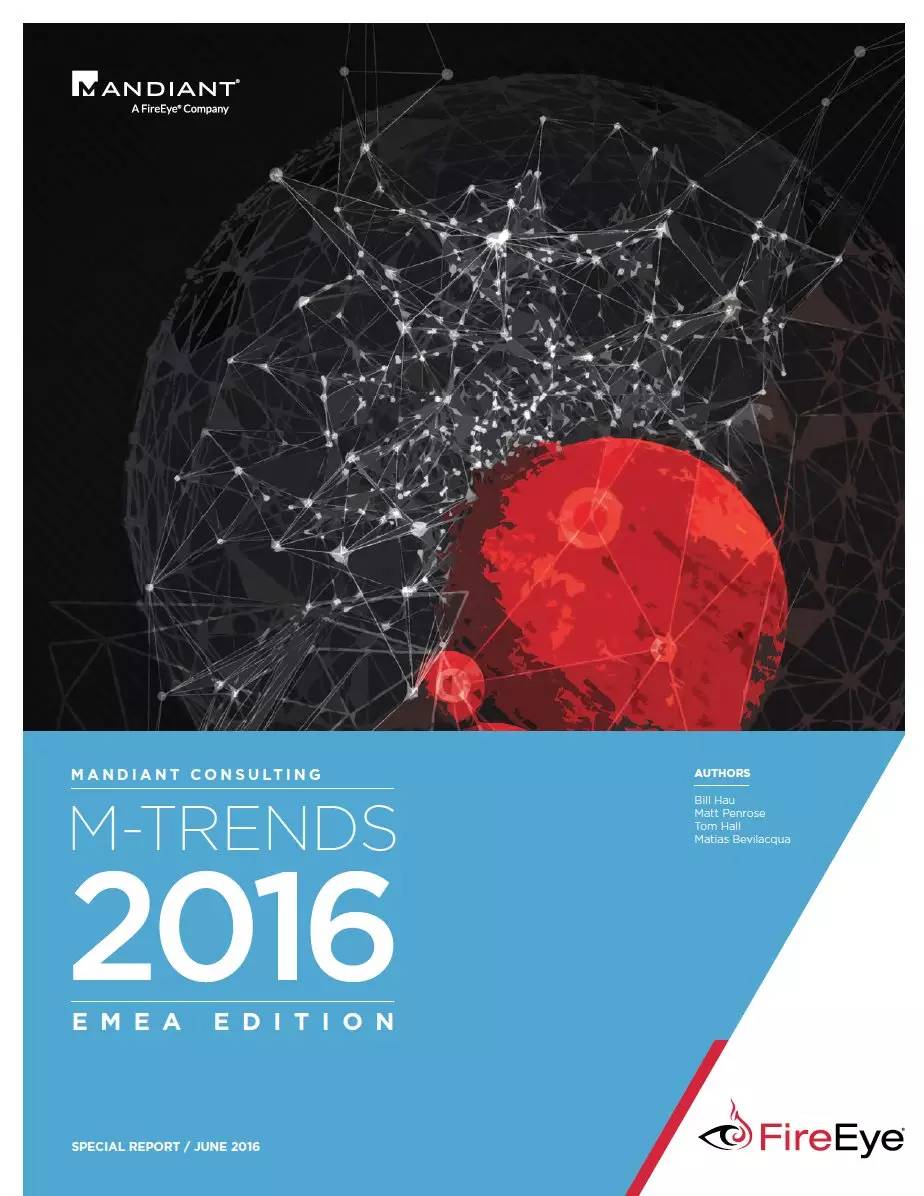 MANDIANT®
A FireEye® Company
MANDIANT CONSULTING
M-TRENDS
2016
EMEA EDITION
SPECIAL REPORT / JUNE 2016
AUTHORS
Bill Hau
Matt Penrose
Tom Hall
Matias Bevilacqua
FireEye®